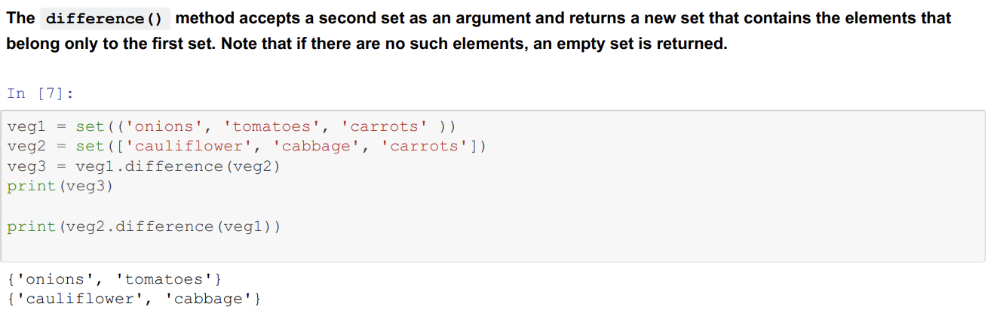 The difference() method accepts a second set as an argument and returns a new set that contains the elements that
belong only to the first set. Note that if there are no such elements, an empty set is returned.
In [7]:
veg1 = set(('onions', 'tomatoes', 'carrots' ))
veg2 = set(['cauliflower', 'cabbage', 'carrots'])
veg3 = veg1.difference(veg2)
print(veg3)
print(veg2.difference(veg1))
{'onions', 'tomatoes'}
{'cauliflower', 'cabbage'}